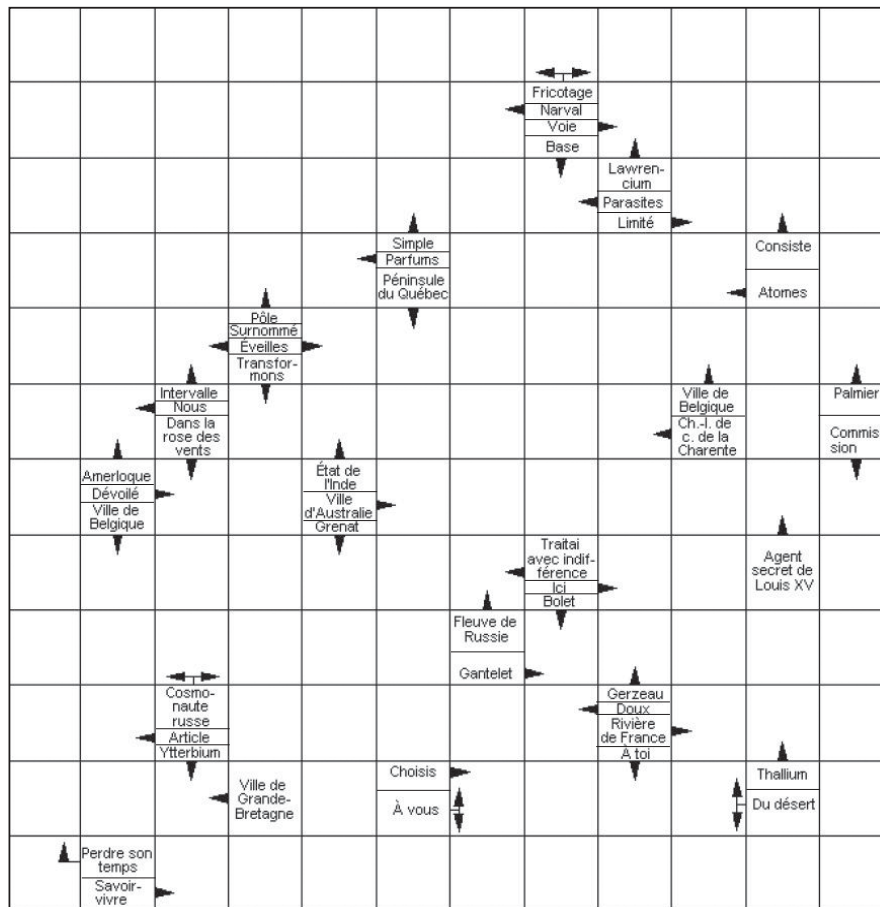 Fricotage
Narval
Voie
Base
Lawren-
cium
Parasites
Limité
Simple
Parfums
Péninsule
du Québec
Consiste
Atomes
Pôle
Surnommé
Éveilles
Transfor-
mons
Intervalle
Nous
Dans la
rose des
vents
Ville de
Belgique
Ch.-l. de
c. de la
Charente
Palmier
Commis-
sion
Amerloque
Dévoilé
Ville de
Belgique
État de
l'Inde
Ville
d'Australie
Grenat
Traitai
avec indif-
férence
Ici
Bolet
Agent
secret de
Louis XV
Fleuve de
Russie
Gantelet
Cosmo-
naute
russe
Article
Ytterbium
Gerzeau
Doux
Rivière
de France
À toi
Ville de
Grande-
Bretagne
Choisis
À vous
Thallium
Du désert
Perdre son
temps
Savoir-
vivre